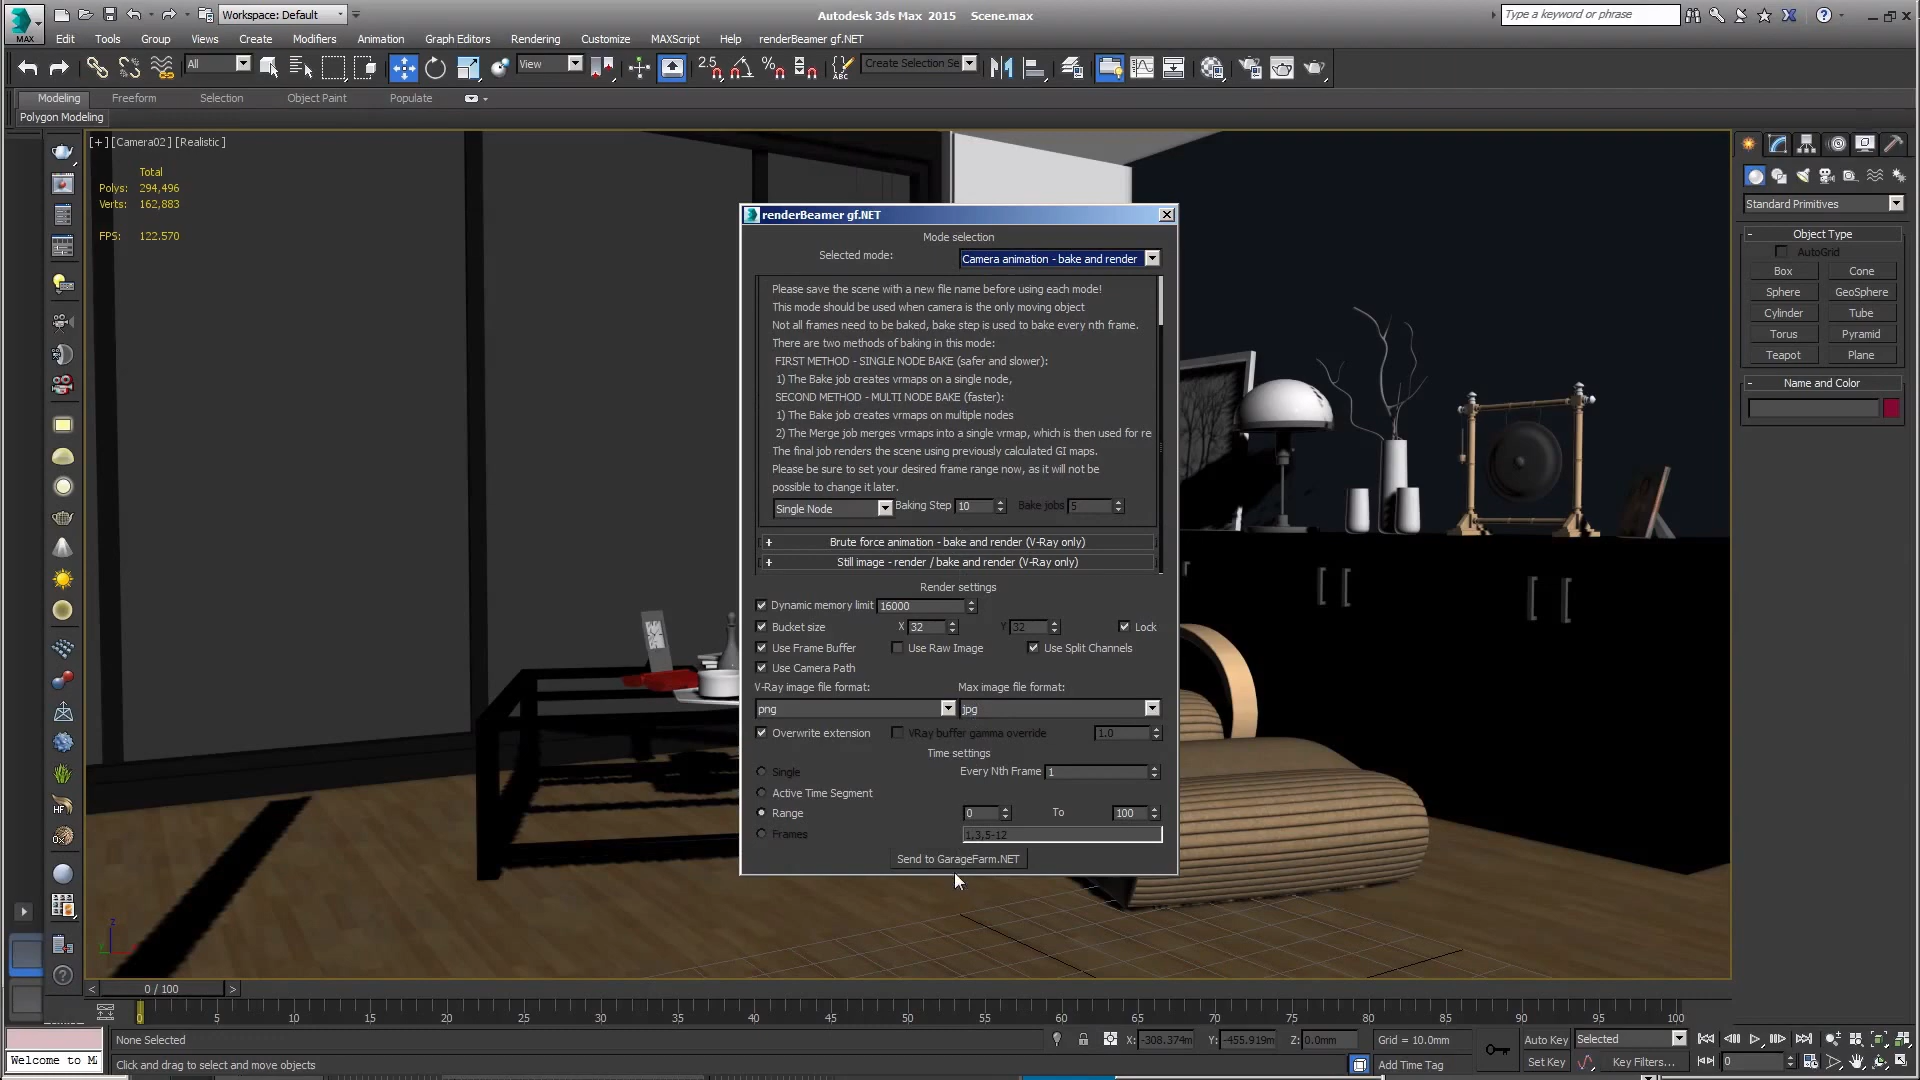 Workspace: Default
Autodesk 3ds Max 2015 Scene.max
Type a keyword or phrase
MAX
Edit Tools Group Views Create Modifiers Animation Graph Editors Rendering Customize MAXScript Help renderBeamer gf.NET
All
View
2.5
ABC
Create Selection Se
Modeling Freeform Selection Object Paint Populate
Polygon Modeling
[+] [Camera02] [Realistic]
Total
Polys: 294,496
Verts: 162,883
FPS: 122.570
renderBeamer gf.NET
Mode selection
Selected mode: Camera animation - bake and render
Please save the scene with a new file name before using each mode!
This mode should be used when camera is the only moving object
Not all frames need to be baked, bake step is used to bake every nth frame.
There are two methods of baking in this mode:
FIRST METHOD - SINGLE NODE BAKE (safer and slower):
1) The Bake job creates vrmaps on a single node,
SECOND METHOD - MULTI NODE BAKE (faster):
1) The Bake job creates vrmaps on multiple nodes
2) The Merge job merges vrmaps into a single vrmap, which is then used for re
The final job renders the scene using previously calculated GI maps.
Please be sure to set your desired frame range now, as it will not be
possible to change it later.
Single Node Baking Step 10 Bake jobs 5
+ Brute force animation - bake and render (V-Ray only)
+ Still image - render / bake and render (V-Ray only)
Render settings
Dynamic memory limit 16000
Bucket size X 32 Y 32 Lock
Use Frame Buffer Use Raw Image Use Split Channels
Use Camera Path
V-Ray image file format: Max image file format:
png jpg
Overwrite extension VRay buffer gamma override 1.0
Time settings
Single Every Nth Frame 1
Active Time Segment
Range 0 To 100
Frames 1,3,5-12
Send to GarageFarm.NET
Standard Primitives
- Object Type
AutoGrid
Box Cone
Sphere GeoSphere
Cylinder Tube
Torus Pyramid
Teapot Plane
- Name and Color
HF
z
< 0 / 100 >
0 5 10 15 20 25 30 35 40 45 50 55 60 65 70 75 80 85 90 95 100
None Selected X: -308.374m Y: -455.919m Z: 0.0mm Grid = 10.0mm Auto Key Selected
Welcome to MA Click and drag to select and move objects Add Time Tag Set Key Key Filters... 0